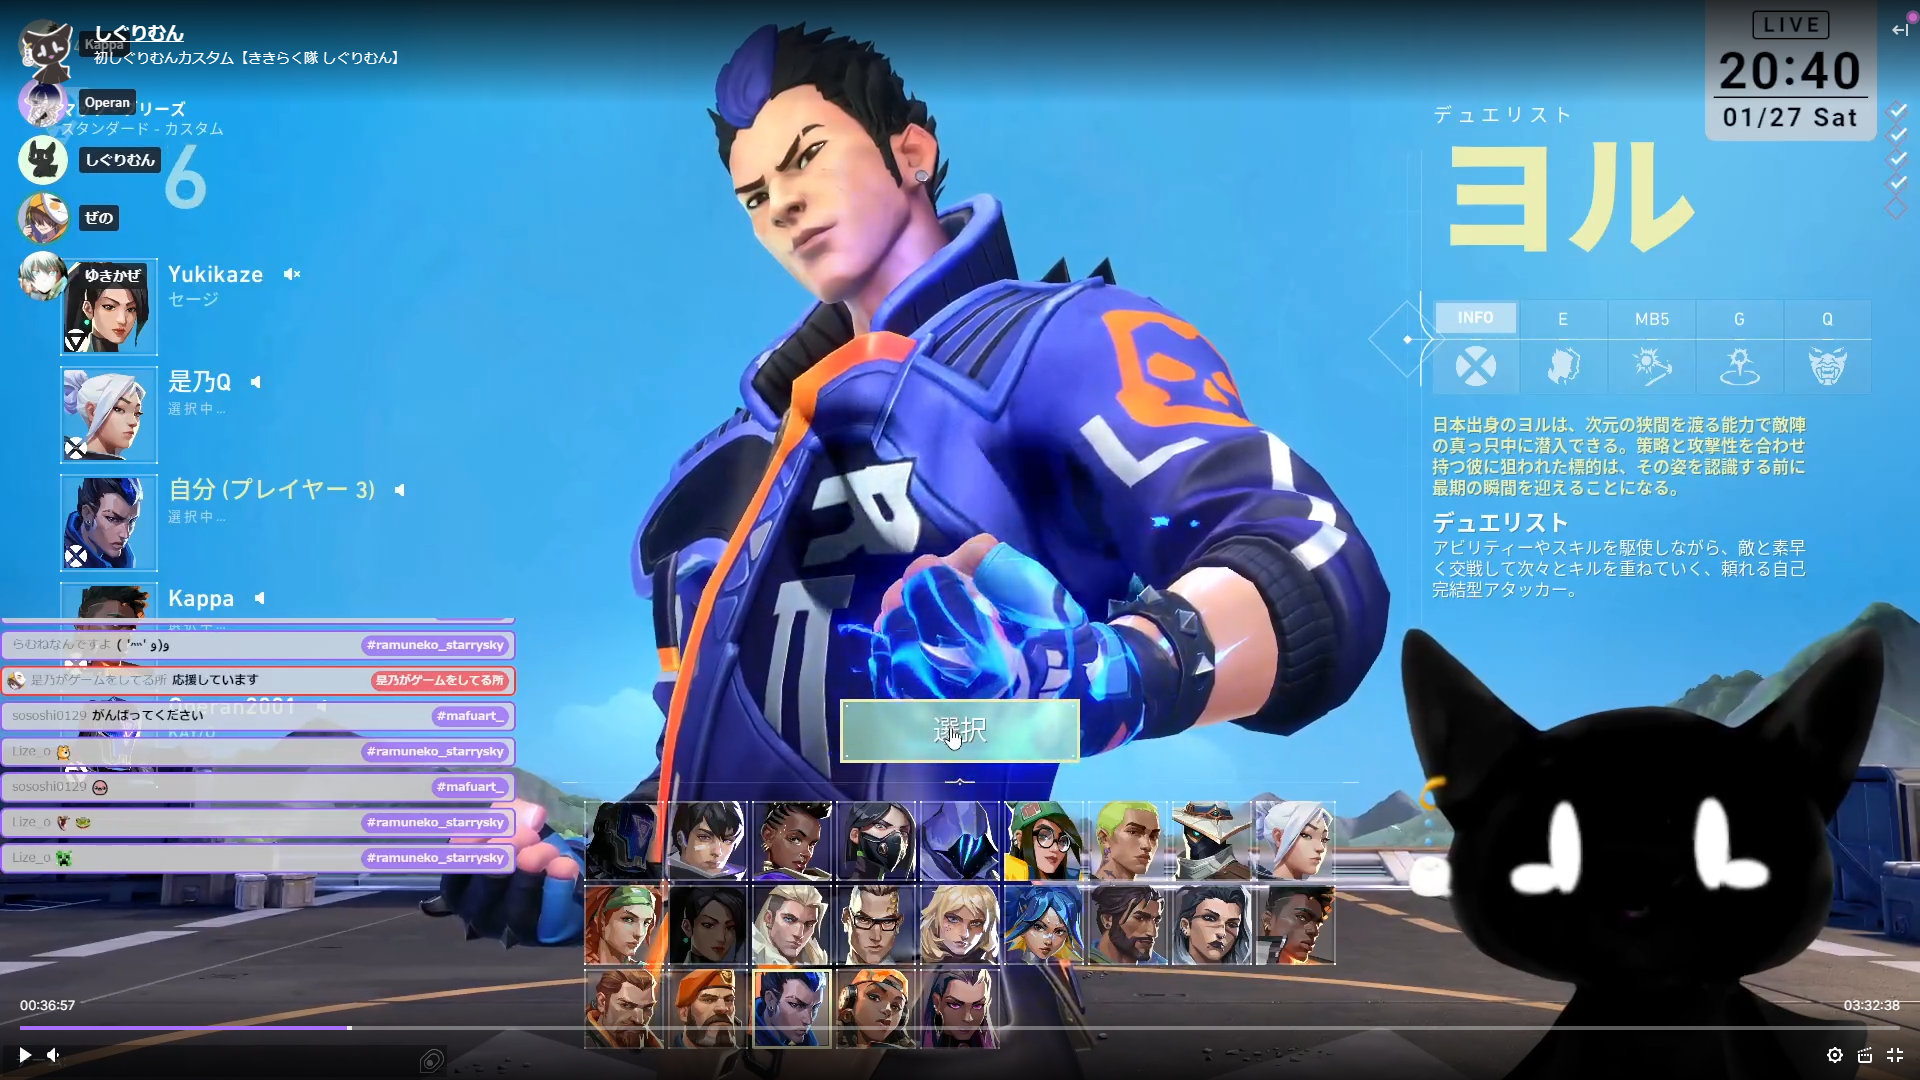 しぐりむん
Kappa
初しぐりむんカスタム【ききらく隊 しぐりむん】
Operan
リーズ
スタンダード - カスタム
しぐりむん
6
ぜの
ゆきかぜ
Yukikaze
セージ
是乃Q
選択中...
自分 (プレイヤー 3)
選択中...
Kappa
らむねなんですよ
#ramuneko_starrysky
是乃がゲームをしてる所 応援しています
是乃がゲームをしてる所
Operan2001
sososhi0129 がんばってください
#mafuart_
KAY/O
Lize_o
#ramuneko_starrysky
sososhi0129
#mafuart_
Lize_o
#ramuneko_starrysky
Lize_o
#ramuneko_starrysky
選択
LIVE
20:40
01/27 Sat
デュエリスト
ヨル
INFO E MB5 G Q
日本出身のヨルは、次元の狭間を渡る能力で敵陣
の真っ只中に潜入できる。策略と攻撃性を合わせ
持つ彼に狙われた標的は、その姿を認識する前に
最期の瞬間を迎えることになる。
デュエリスト
アビリティーやスキルを駆使しながら、敵と素早
く交戦して次々とキルを重ねていく、頼れる自己
完結型アタッカー。
00:36:57
03:32:38